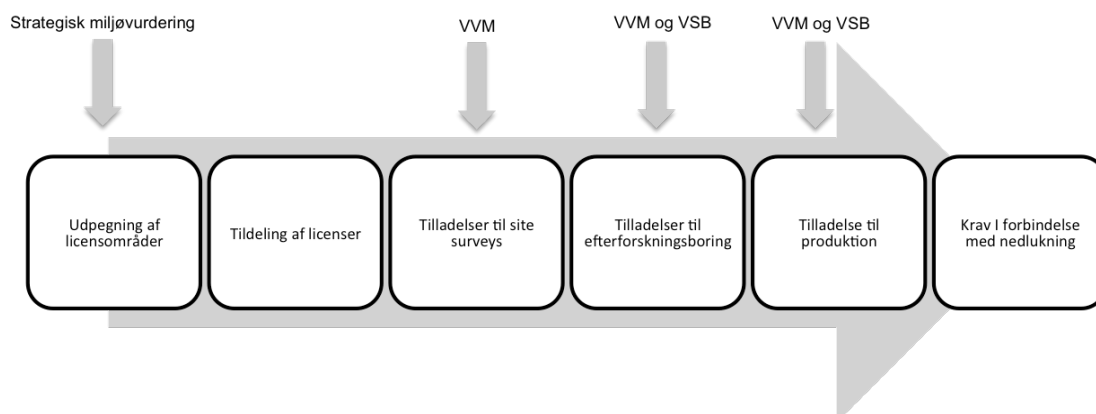 Strategisk miljøvurdering
VVM
VVM og VSB
VVM og VSB
Udpegning af
licensområder
Tildeling af licenser
Tilladelser til site
surveys
Tilladelser til
efterforskningsboring
Tilladelse til
produktion
Krav I forbindelse
med nedlukning